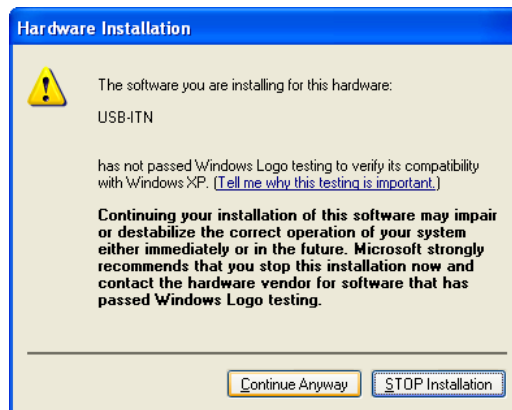 Hardware Installation
The software you are installing for this hardware:
USB-ITN
has not passed Windows Logo testing to verify its compatibility
with Windows XP. (Tell me why this testing is important.)
Continuing your installation of this software may impair
or destabilize the correct operation of your system
either immediately or in the future. Microsoft strongly
recommends that you stop this installation now and
contact the hardware vendor for software that has
passed Windows Logo testing.
Continue Anyway STOP Installation